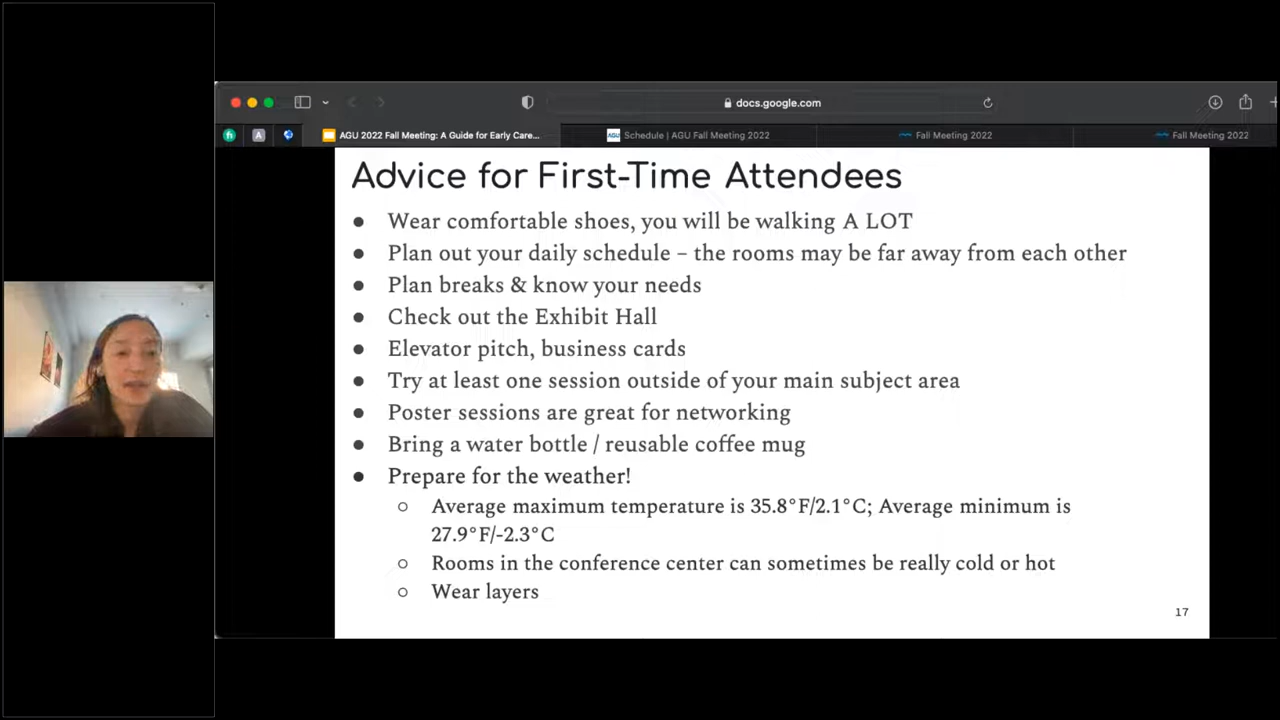 docs.google.com
AGU 2022 Fall Meeting: A Guide for Early Care...
AGU Schedule | AGU Fall Meeting 2022
Fall Meeting 2022
Fall Meeting 2022
Advice for First-Time Attendees
● Wear comfortable shoes, you will be walking A LOT
● Plan out your daily schedule – the rooms may be far away from each other
● Plan breaks & know your needs
● Check out the Exhibit Hall
● Elevator pitch, business cards
● Try at least one session outside of your main subject area
● Poster sessions are great for networking
● Bring a water bottle / reusable coffee mug
● Prepare for the weather!
○ Average maximum temperature is 35.8°F/2.1°C; Average minimum is
27.9°F/-2.3°C
○ Rooms in the conference center can sometimes be really cold or hot
○ Wear layers
17